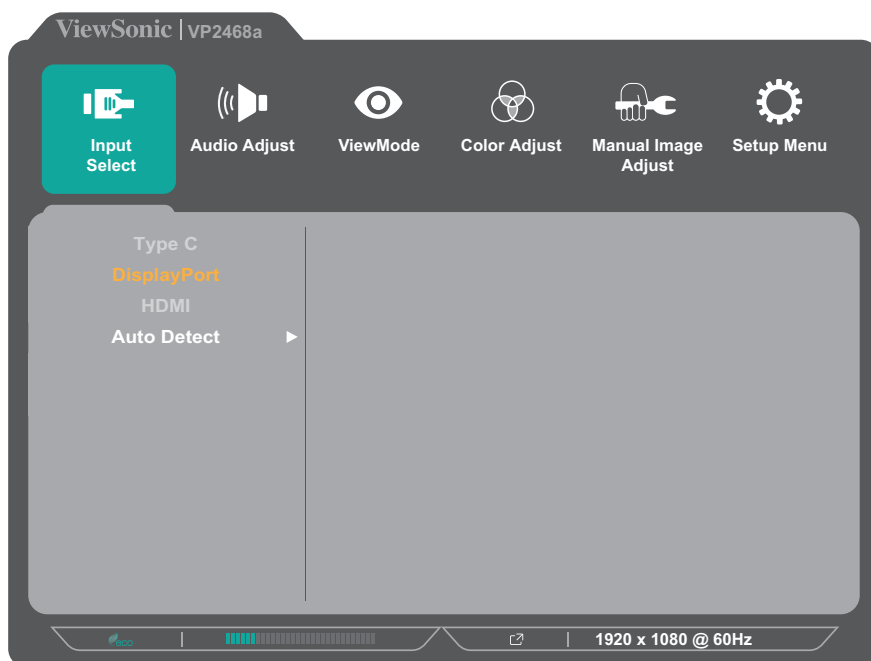 ViewSonic | VP2468a
Input
Select
Audio Adjust
ViewMode
Color Adjust
Manual Image
Adjust
Setup Menu
Type C
DisplayPort
HDMI
Auto Detect
eco
1920 x 1080 @ 60Hz